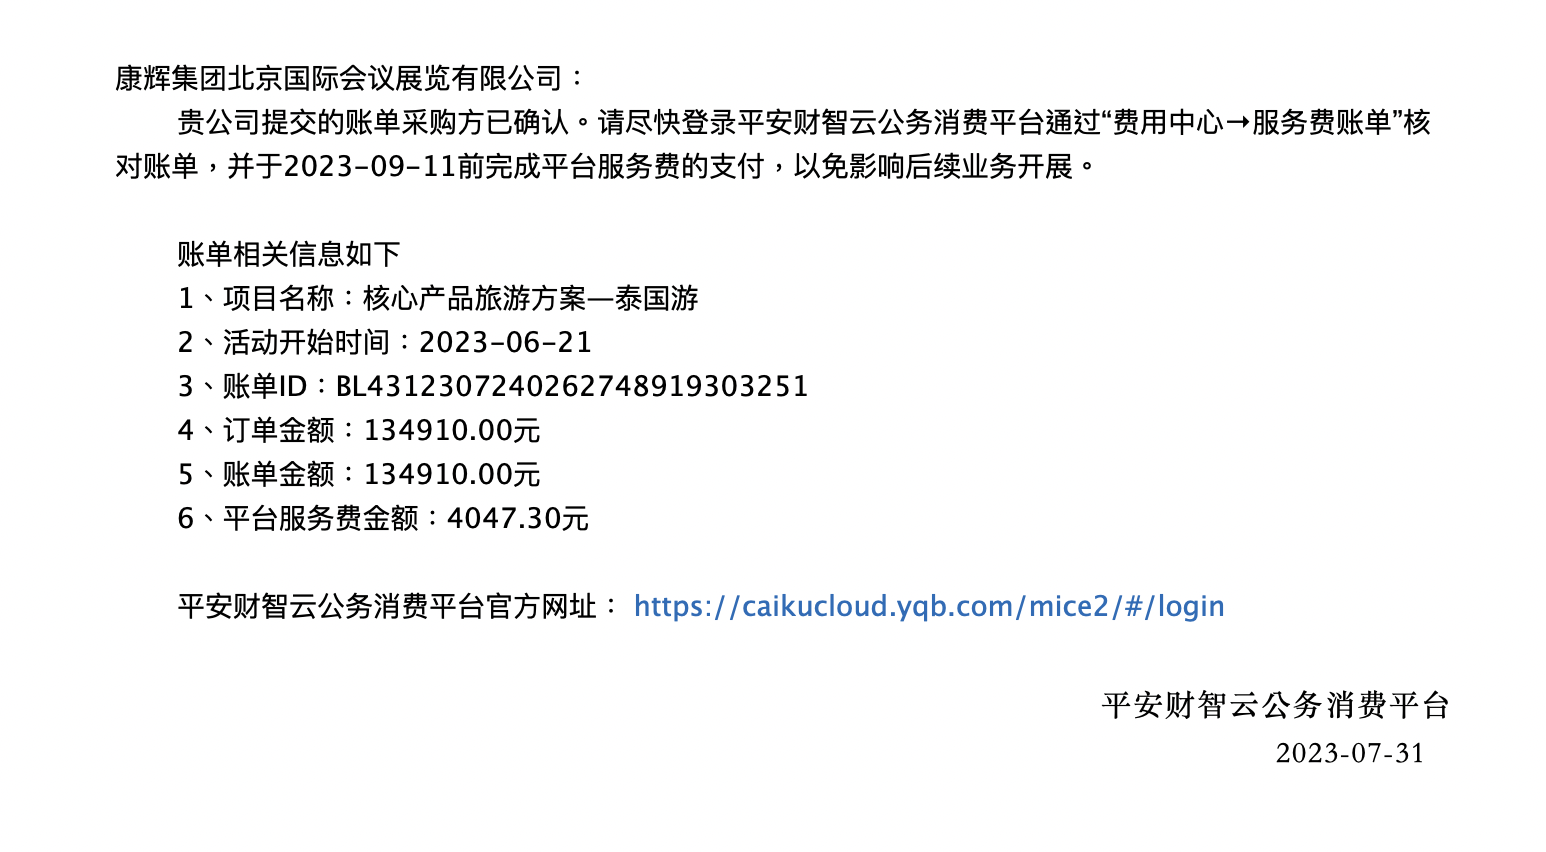 康辉集团北京国际会议展览有限公司：
贵公司提交的账单采购方已确认。请尽快登录平安财智云公务消费平台通过“费用中心→服务费账单”核
对账单，并于2023-09-11前完成平台服务费的支付，以免影响后续业务开展。
账单相关信息如下
1、项目名称：核心产品旅游方案—泰国游
2、活动开始时间：2023-06-21
3、账单ID：BL43123072402627748919303251
4、订单金额：134910.00元
5、账单金额：134910.00元
6、平台服务费金额：4047.30元
平安财智云公务消费平台官方网址： https://caikucloud.yqb.com/mice2/#/login
平安财智云公务消费平台
2023-07-31